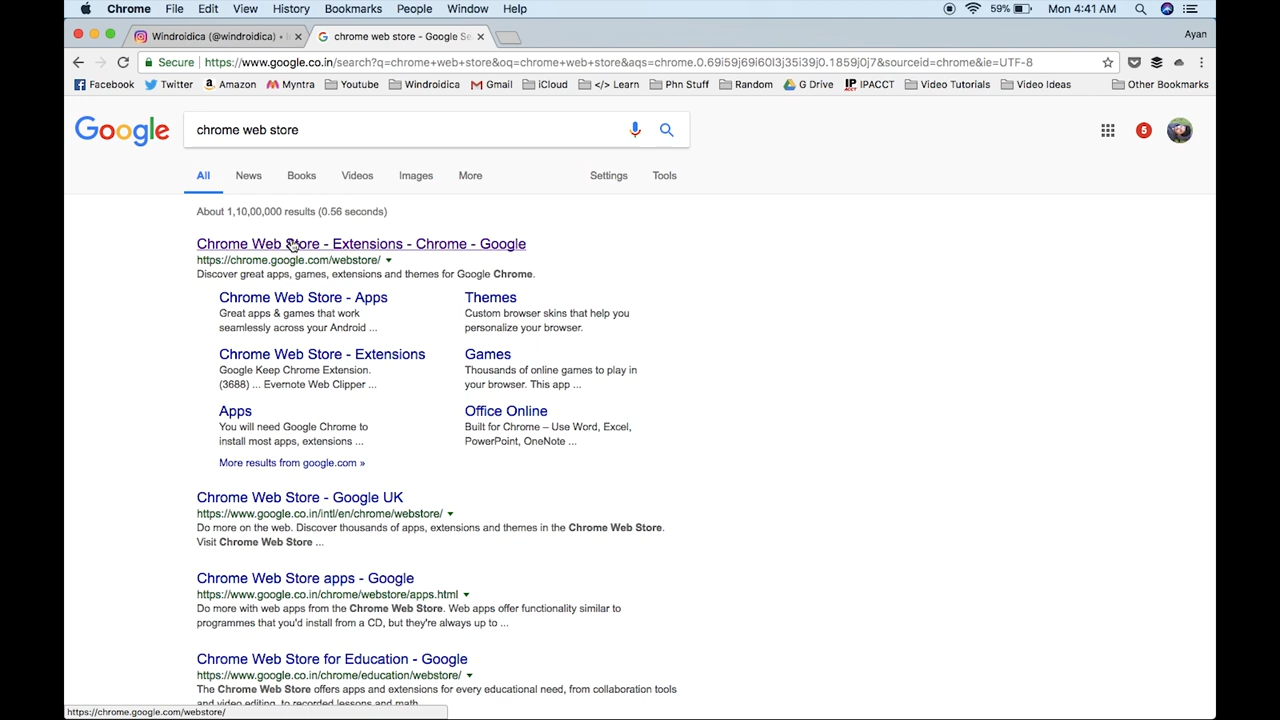 Chrome File Edit View History Bookmarks People Window Help 59% Mon 4:41 AM
Windroidica (@windroidica) • chrome web store - Google Se Ayan
Secure https://www.google.co.in/search?q=chrome+web+store&oq=chrome+web+store&aqs=chrome.0.69i59j69i60l3j35i39j0.1859j0j7&sourceid=chrome&ie=UTF-8
Facebook Twitter Amazon Myntra Youtube Windroidica Gmail iCloud </> Learn Phn Stuff Random G Drive IPACCT Video Tutorials Video Ideas Other Bookmarks
Google chrome web store 5
All News Books Videos Images More Settings Tools
About 1,10,00,000 results (0.56 seconds)
Chrome Web Store - Extensions - Chrome - Google
https://chrome.google.com/webstore/
Discover great apps, games, extensions and themes for Google Chrome.
Chrome Web Store - Apps
Great apps & games that work
seamlessly across your Android ...
Themes
Custom browser skins that help you
personalize your browser.
Chrome Web Store - Extensions
Google Keep Chrome Extension.
(3688) ... Evernote Web Clipper ...
Games
Thousands of online games to play in
your browser. This app ...
Apps
You will need Google Chrome to
install most apps, extensions ...
Office Online
Built for Chrome – Use Word, Excel,
PowerPoint, OneNote ...
More results from google.com »
Chrome Web Store - Google UK
https://www.google.co.in/intl/en/chrome/webstore/
Do more on the web. Discover thousands of apps, extensions and themes in the Chrome Web Store.
Visit Chrome Web Store ...
Chrome Web Store apps - Google
https://www.google.co.in/chrome/webstore/apps.html
Do more with web apps from the Chrome Web Store. Web apps offer functionality similar to
programmes that you'd install from a CD, but they're always up to ...
Chrome Web Store for Education - Google
https://www.google.co.in/chrome/education/webstore/
The Chrome Web Store offers apps and extensions for every educational need, from collaboration tools
and video editing, to recorded lessons and math
https://chrome.google.com/webstore/